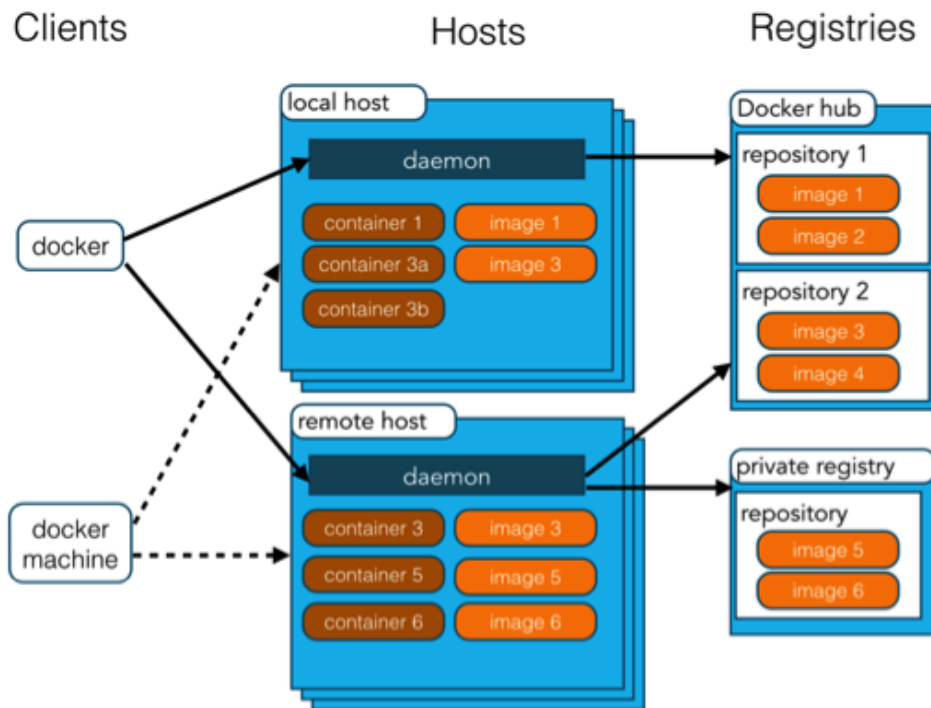 Clients
Hosts
Registries
docker
docker
machine
local host
daemon
container 1
image 1
container 3a
image 3
container 3b
remote host
daemon
container 3
image 3
container 5
image 5
container 6
image 6
Docker hub
repository 1
image 1
image 2
repository 2
image 3
image 4
private registry
repository
image 5
image 6